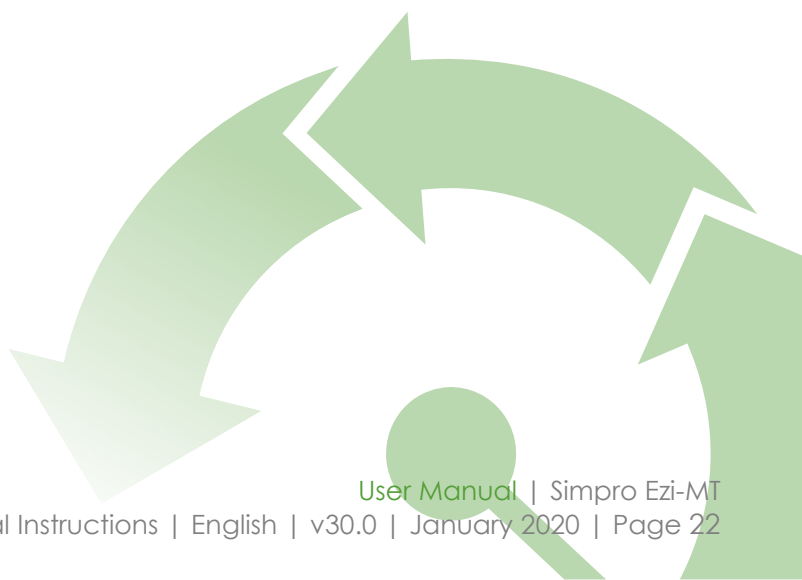 User Manual | Simpro Ezi-MT
Instructions | English | v30.0 | January 2020 | Page 22